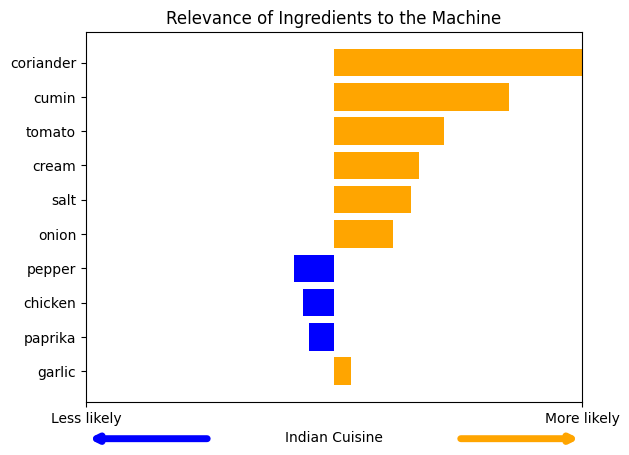 Relevance of Ingredients to the Machine
coriander
cumin
tomato
cream
salt
onion
pepper
chicken
paprika
garlic
Less likely
More likely
Indian Cuisine